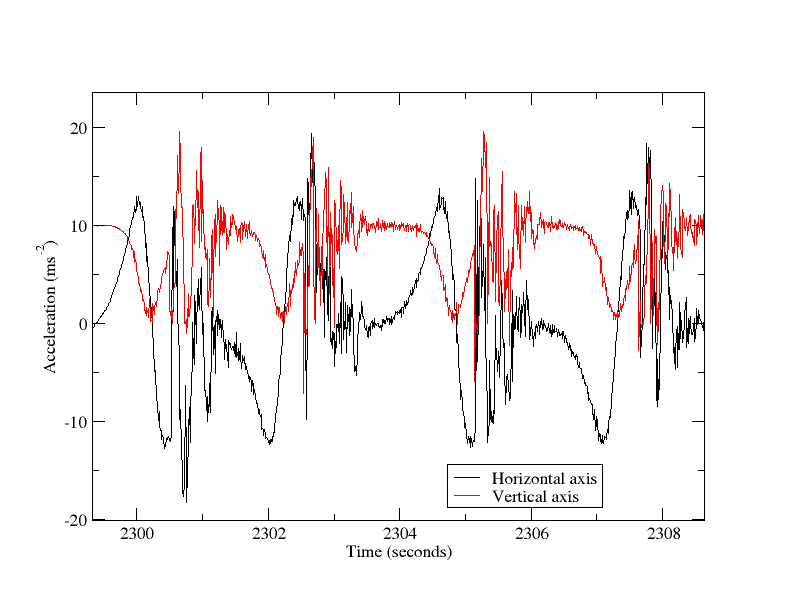 20
10
0
-10
-20
Acceleration (ms-2)
2300 2302 2304 2306 2308
Time (seconds)
Horizontal axis
Vertical axis